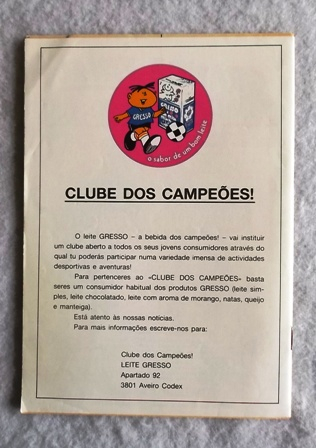 GRESSO
GRESSO
o sabor de um bom leite
CLUBE DOS CAMPEÕES!
O leite GRESSO – a bebida dos campeões! – vai instituir
um clube aberto a todos os seus jovens consumidores através do
qual tu poderás participar numa variedade imensa de actividades
desportivas e aventuras!
Para pertenceres ao «CLUBE DOS CAMPEÕES» basta
seres um consumidor habitual dos produtos GRESSO (leite sim-
ples, leite chocolatado, leite com aroma de morango, natas, queijo
e manteiga).
Está atento às nossas notícias.
Para mais informações escreve-nos para:
Clube dos Campeões!
LEITE GRESSO
Apartado 92
3801 Aveiro Codex